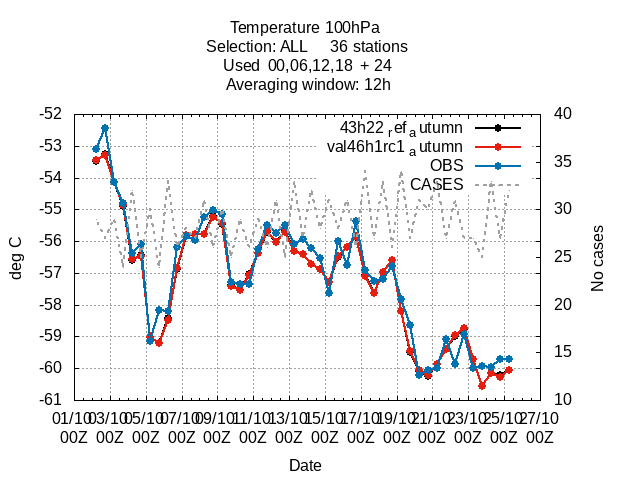 Temperature 100hPa
Selection: ALL 36 stations
Used 00,06,12,18 + 24
Averaging window: 12h
43h22 refa utumn
val46h1rc1 a utumn
OBS
CASES
deg C
-52
-53
-54
-55
-56
-57
-58
-59
-60
-61
40
35
30
25
20
15
10
No cases
01/10 03/10 05/10 07/10 09/10 11/10 13/10 15/10 17/10 19/10 21/10 23/10 25/10 27/10
00Z 00Z 00Z 00Z 00Z 00Z 00Z 00Z 00Z 00Z 00Z 00Z 00Z 00Z
Date